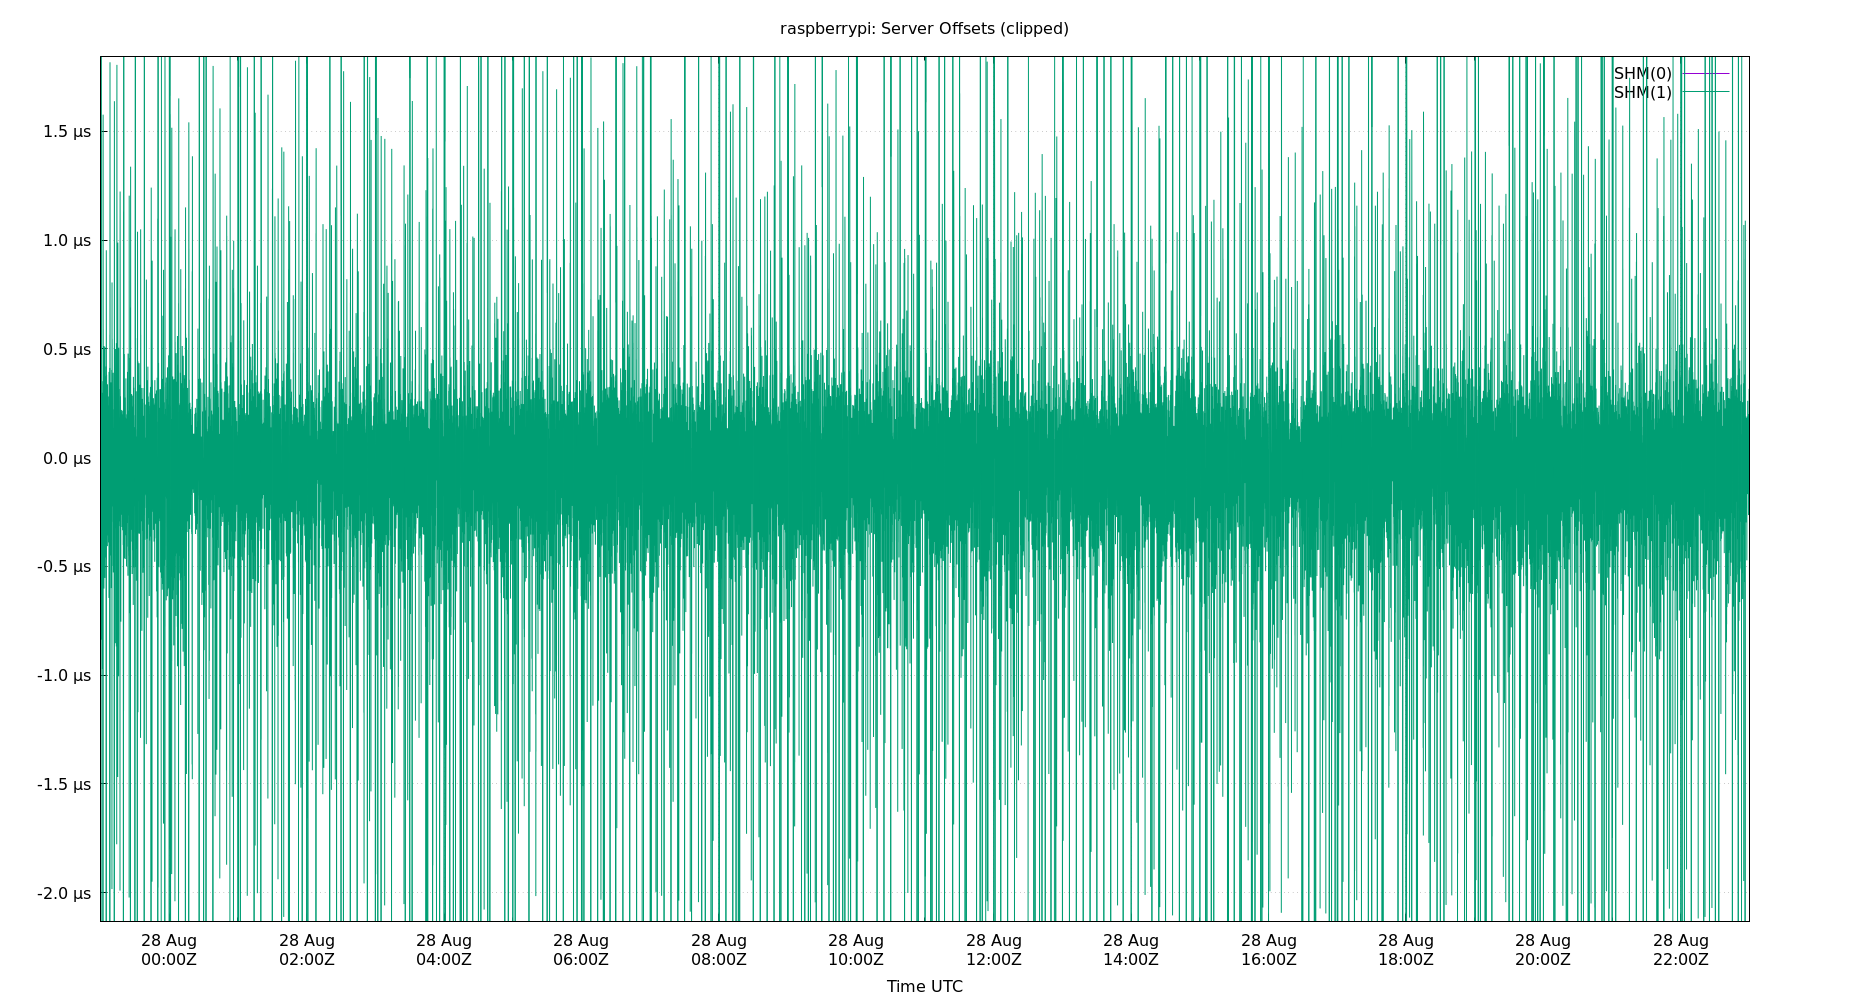 raspberrypi: Server Offsets (clipped)
SHM(0)
SHM(1)
1.5 µs
1.0 µs
0.5 µs
0.0 µs
-0.5 µs
-1.0 µs
-1.5 µs
-2.0 µs
28 Aug 28 Aug 28 Aug 28 Aug 28 Aug 28 Aug 28 Aug 28 Aug 28 Aug 28 Aug 28 Aug 28 Aug
00:00Z 02:00Z 04:00Z 06:00Z 08:00Z 10:00Z 12:00Z 14:00Z 16:00Z 18:00Z 20:00Z 22:00Z
Time UTC